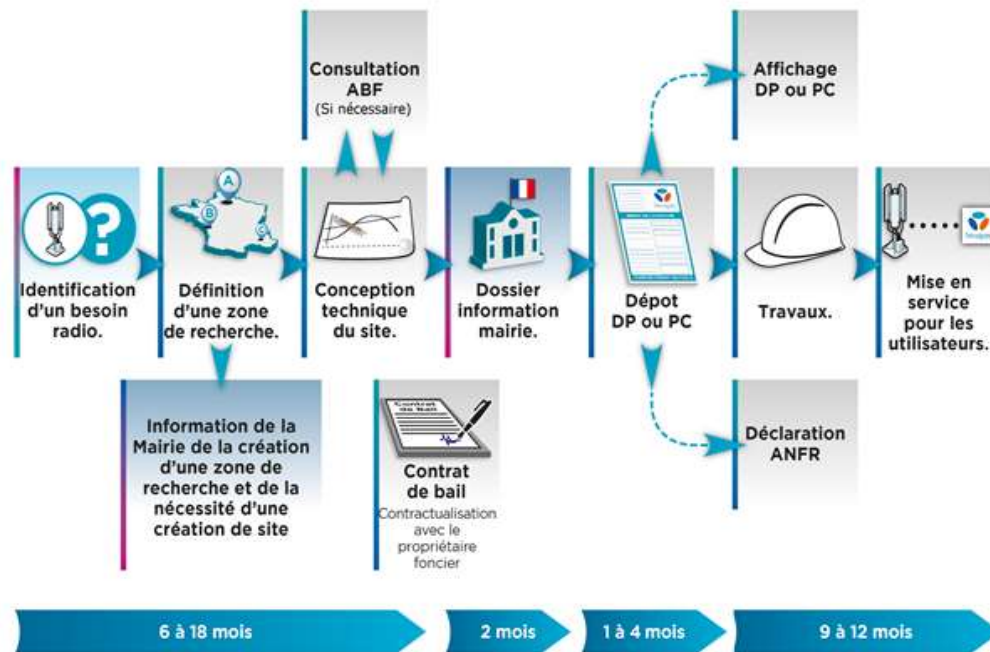 Consultation
ABF
(Si nécessaire)
Affichage
DP ou PC
A
B
C
?
Identification
d'un besoin
radio.
Définition
d'une zone
de recherche.
Conception
technique
du site.
Dossier
information
mairie.
Dépot
DP ou PC
Travaux.
Mise en
service
pour les
utilisateurs.
Information de la
Mairie de la création
d'une zone de
recherche et de la
nécessité d'une
création de site
Contrat
de Bail
Contrat
de bail
Contractualisation
avec le
propriétaire
foncier
Déclaration
ANFR
6 à 18 mois
2 mois
1 à 4 mois
9 à 12 mois